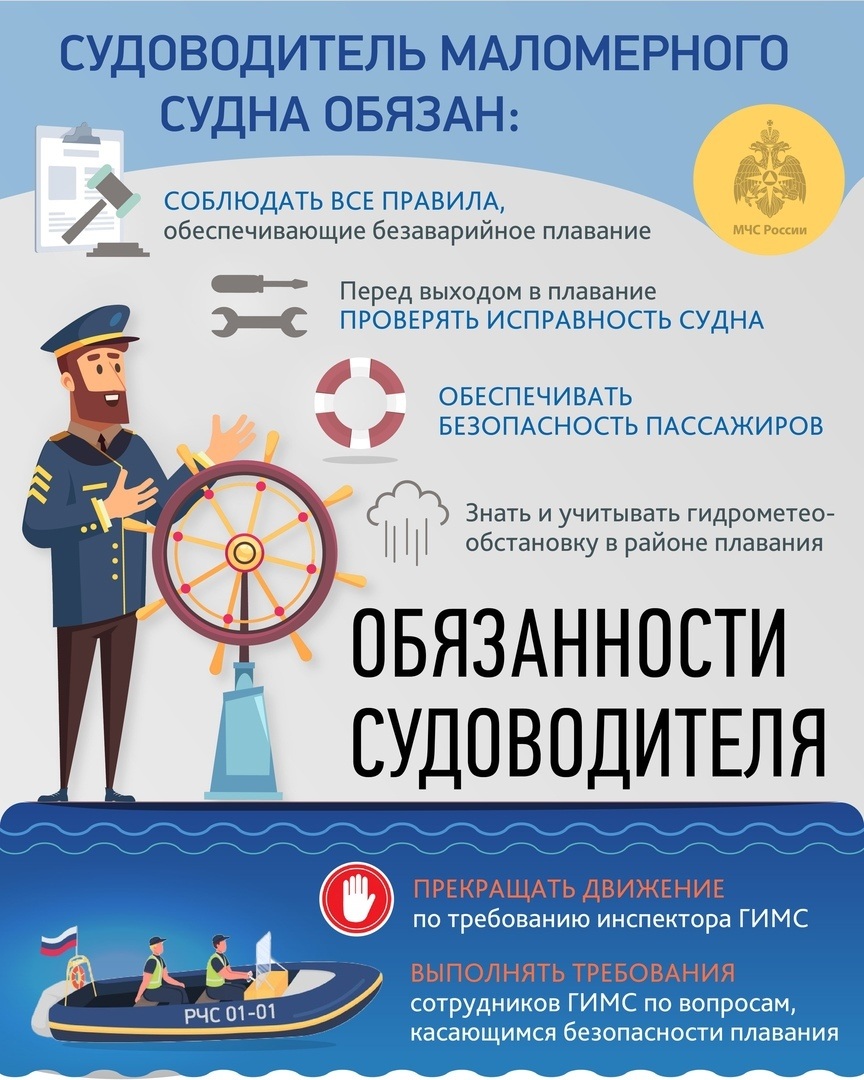 СУДОВОДИТЕЛЬ МАЛОМЕРНОГО
СУДНА ОБЯЗАН:
МЧС России
СОБЛЮДАТЬ ВСЕ ПРАВИЛА,
обеспечивающие безаварийное плавание
Перед выходом в плавание
ПРОВЕРЯТЬ ИСПРАВНОСТЬ СУДНА
ОБЕСПЕЧИВАТЬ
БЕЗОПАСНОСТЬ ПАССАЖИРОВ
Знать и учитывать гидрометео-
обстановку в районе плавания
ОБЯЗАННОСТИ
СУДОВОДИТЕЛЯ
ПРЕКРАЩАТЬ ДВИЖЕНИЕ
по требованию инспектора ГИМС
ВЫПОЛНЯТЬ ТРЕБОВАНИЯ
сотрудников ГИМС по вопросам,
касающимся безопасности плавания
РЧС 01-01